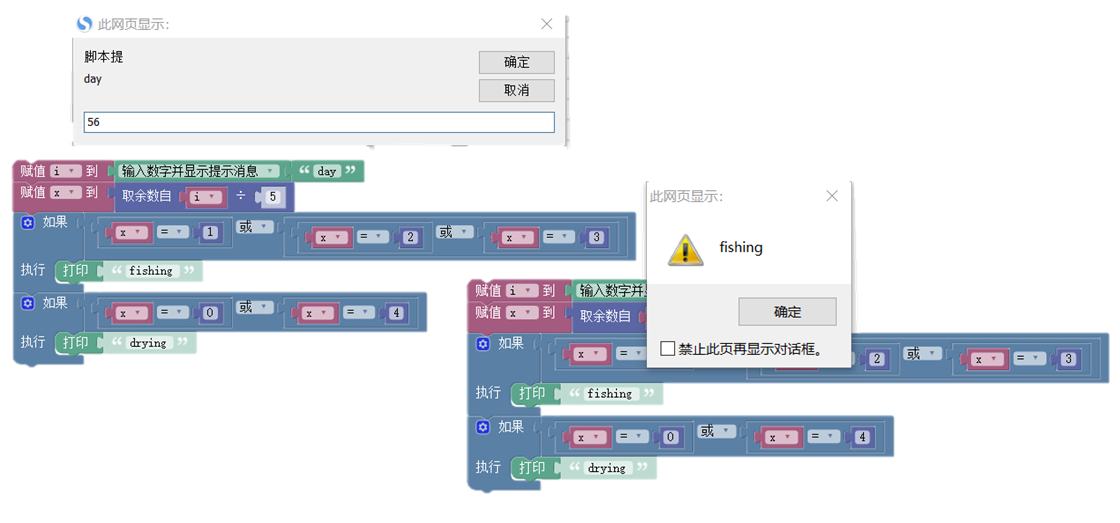 此网页显示：
脚本提
day
确定
取消
56
赋值 i 到 输入数字并显示提示消息 “ day ”
赋值 x 到 取余数自 i ÷ 5
如果 x = 1 或 x = 2 或 x = 3
执行 打印 “ fishing ”
如果 x = 0 或 x = 4
执行 打印 “ drying ”
此网页显示：
fishing
确定
禁止此页再显示对话框。
赋值 i 到 输入数字并显
赋值 x 到 取余数自
如果 x = 2 或 x = 3
执行 打印 “ fishing ”
如果 x = 0 或 x = 4
执行 打印 “ drying ”